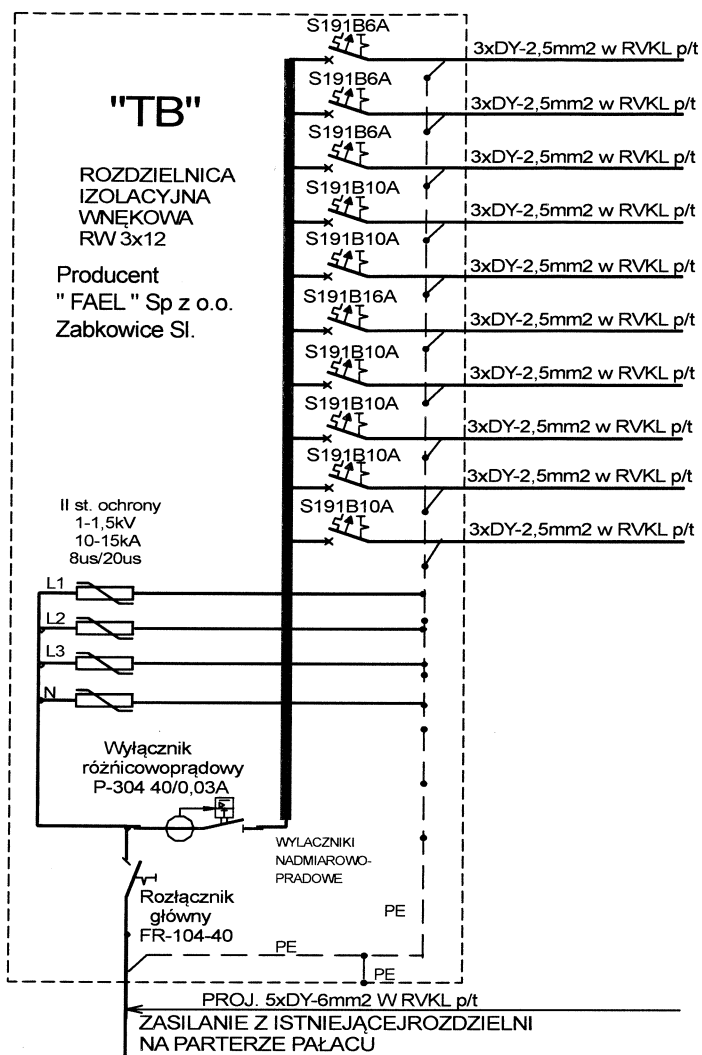 S191B6A
3xDY-2,5mm2 w RVKL p/t
S191B6A
3xDY-2,5mm2 w RVKL p/t
S191B6A
3xDY-2,5mm2 w RVKL p/t
S191B10A
3xDY-2,5mm2 w RVKL p/t
S191B10A
3xDY-2,5mm2 w RVKL p/t
S191B16A
3xDY-2,5mm2 w RVKL p/t
S191B10A
3xDY-2,5mm2 w RVKL p/t
S191B10A
3xDY-2,5mm2 w RVKL p/t
S191B10A
3xDY-2,5mm2 w RVKL p/t
S191B10A
3xDY-2,5mm2 w RVKL p/t
"TB"
ROZDZIELNICA
IZOLACYJNA
WNĘKOWA
RW 3x12
Producent
" FAEL " Sp z o.o.
Zabkowice Sl.
II st. ochrony
1-1,5kV
10-15kA
8us/20us
L1
L2
L3
N
Wyłącznik
różnicowoprądowy
P-304 40/0,03A
WYLACZNIKI
NADMIAROWO-
PRADOWE
Rozłącznik
główny
FR-104-40
PE
PE
PE
PROJ. 5xDY-6mm2 W RVKL p/t
ZASILANIE Z ISTNIEJĄCEJROZDZIELNI
NA PARTERZE PAŁACU